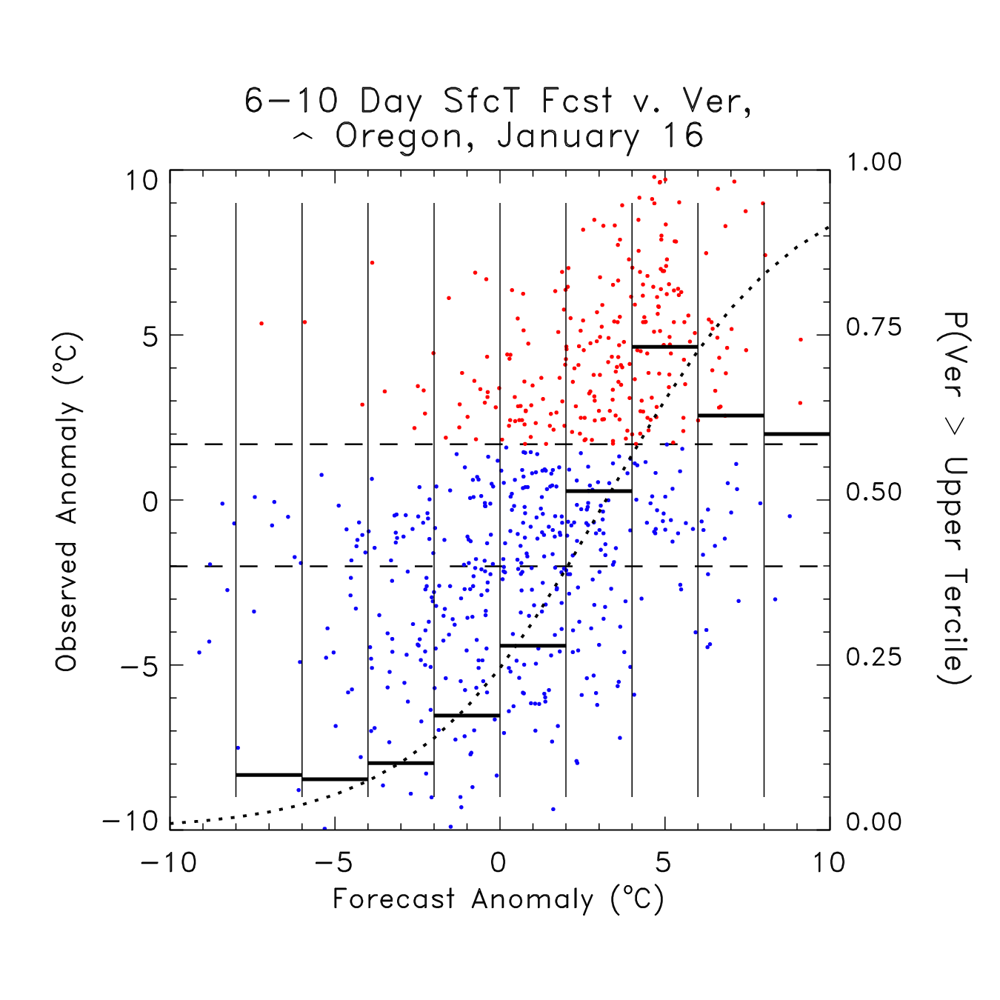 6-10 Day SfcT Fcst v. Ver,
^ Oregon, January 16
10
5
0
-5
-10
Observed Anomaly (°C)
1.00
0.75
0.50
0.25
0.00
P(Ver > Upper Tercile)
-10 -5 0 5 10
Forecast Anomaly (°C)